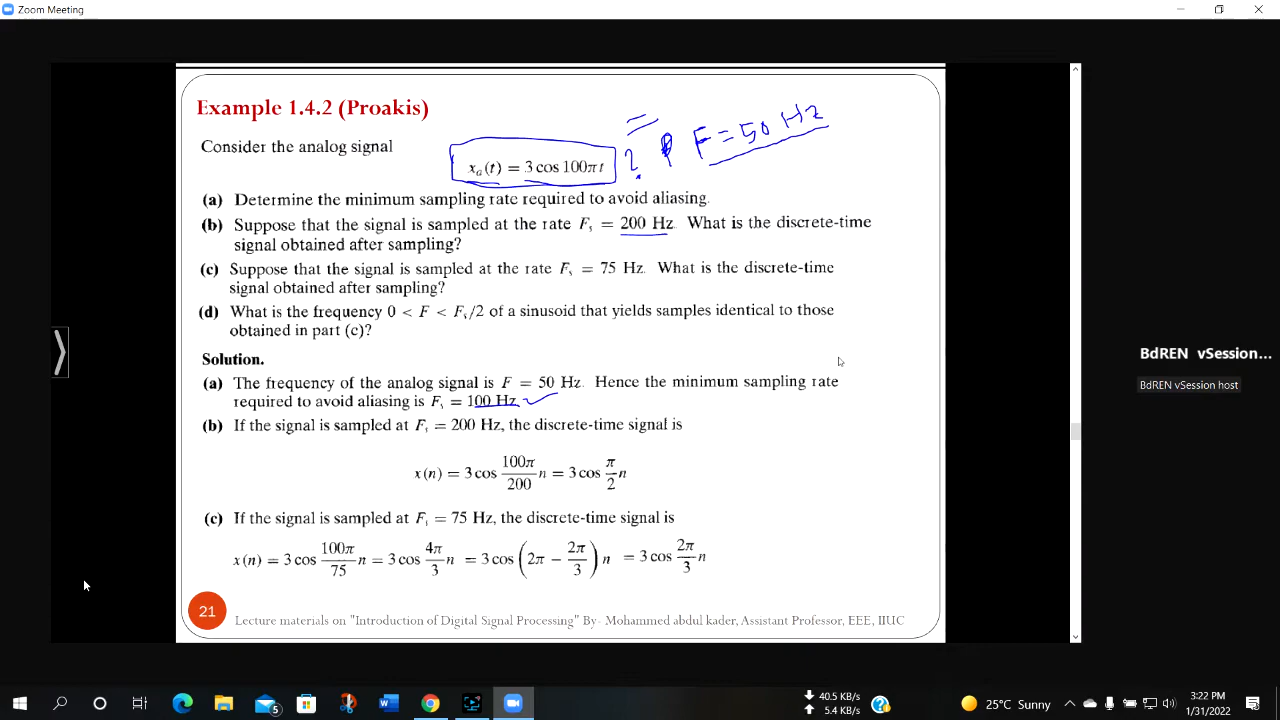 Zoom Meeting
Example 1.4.2 (Proakis)
Consider the analog signal
xₐ(t) = 3 cos 100πt
?
F = 50 Hz
(a) Determine the minimum sampling rate required to avoid aliasing.
(b) Suppose that the signal is sampled at the rate Fₛ = 200 Hz. What is the discrete-time
signal obtained after sampling?
(c) Suppose that the signal is sampled at the rate Fₛ = 75 Hz. What is the discrete-time
signal obtained after sampling?
(d) What is the frequency 0 < F < Fₛ/2 of a sinusoid that yields samples identical to those
obtained in part (c)?
Solution.
(a) The frequency of the analog signal is F = 50 Hz. Hence the minimum sampling rate
required to avoid aliasing is Fₛ = 100 Hz.
(b) If the signal is sampled at Fₛ = 200 Hz, the discrete-time signal is
x(n) = 3 cos 100π/200 n = 3 cos π/2 n
(c) If the signal is sampled at Fₛ = 75 Hz, the discrete-time signal is
x(n) = 3 cos 100π/75 n = 3 cos 4π/3 n = 3 cos (2π − 2π/3) n = 3 cos 2π/3 n
21
Lecture materials on "Introduction of Digital Signal Processing" By- Mohammed abdul kader, Assistant Professor, EEE, IIUC
BdREN vSession...
BdREN vSession host
5
40.5 KB/s
5.4 KB/s
25°C Sunny
3:22 PM
1/31/2022